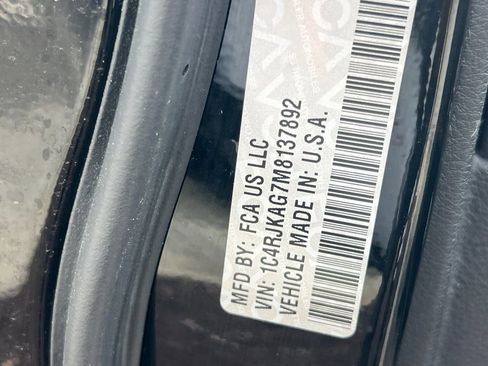 MFD BY: FCA US LLC
VIN: 1C4RJKAG7M8137892
VEHICLE MADE IN: U.S.A.